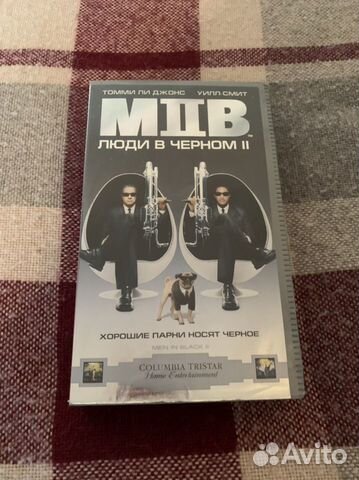 ТОММИ ЛИ ДЖОНС УИЛЛ СМИТ
MIIB™
ЛЮДИ В ЧЕРНОМ II
ХОРОШИЕ ПАРНИ НОСЯТ ЧЕРНОЕ
MEN IN BLACK II
COLUMBIA TRISTAR
Home Entertainment
Avito